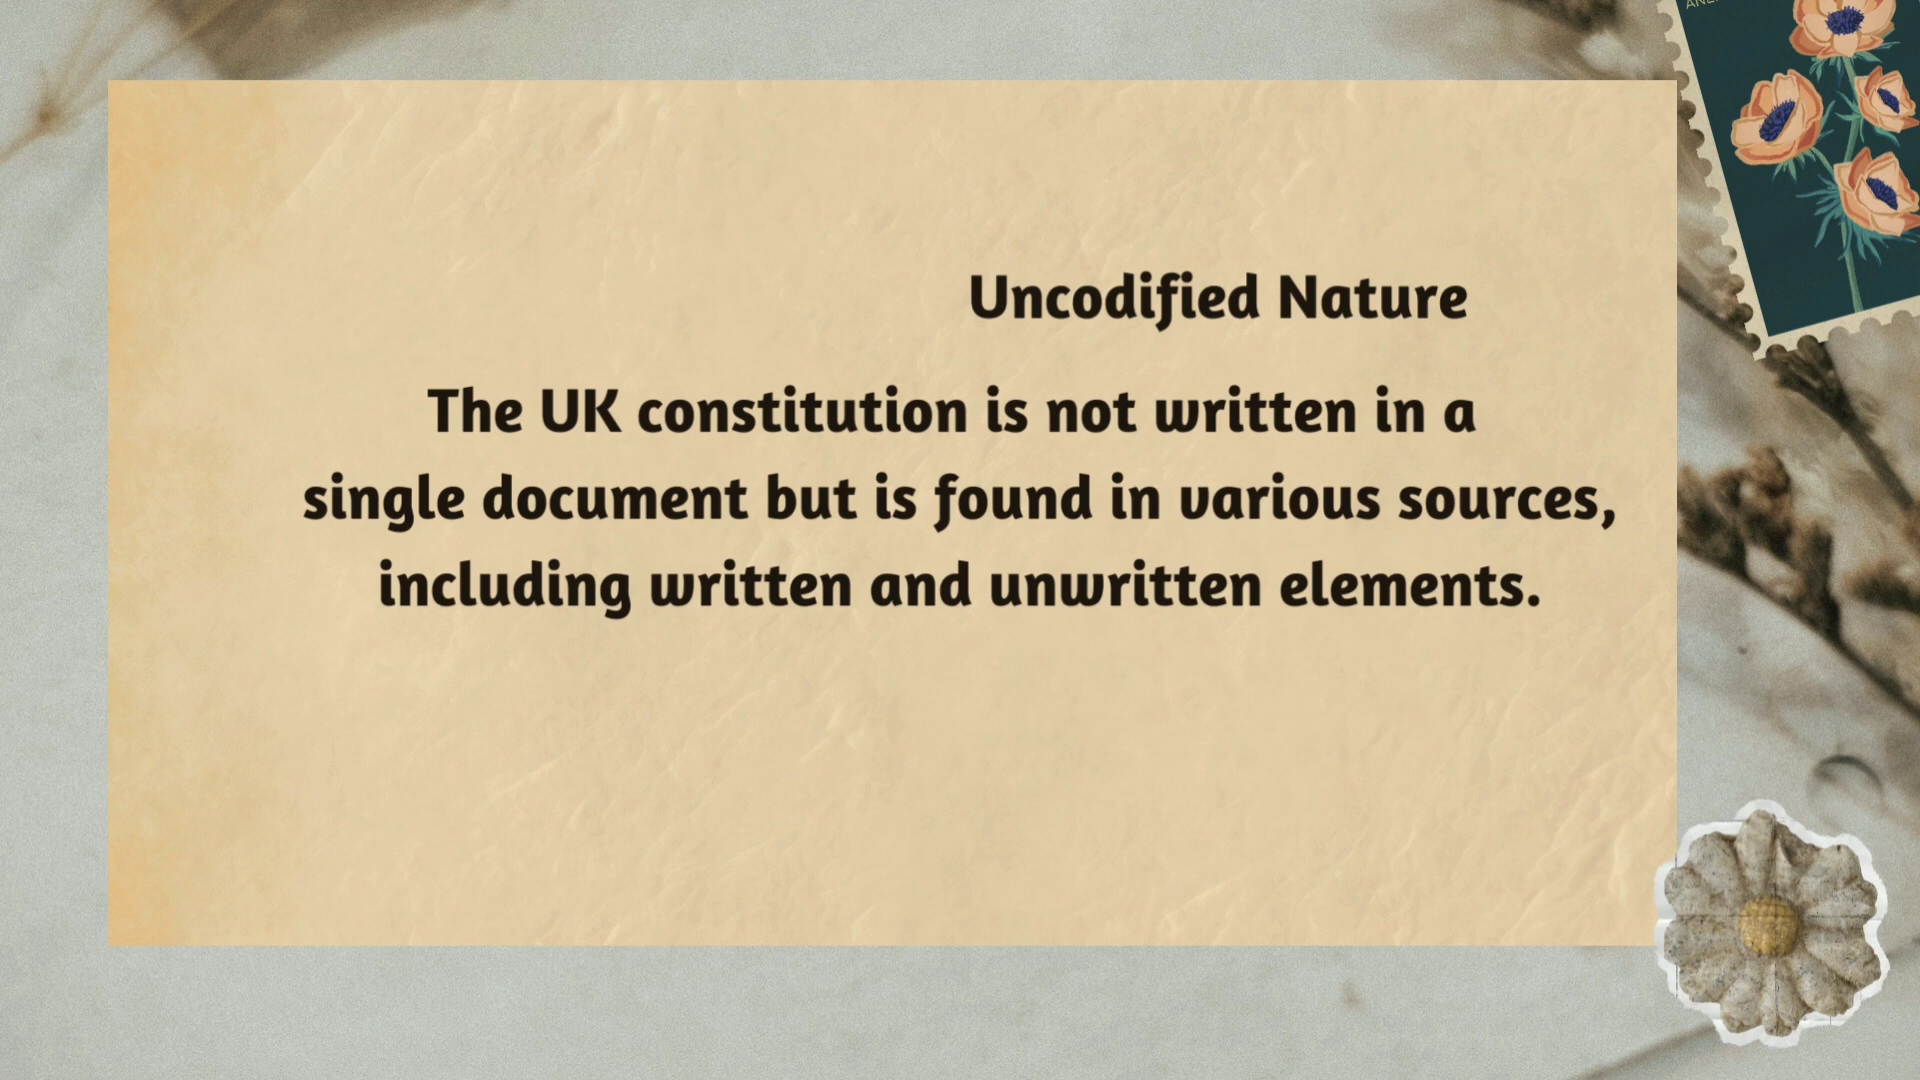 Uncodified Nature
The UK constitution is not written in a
single document but is found in various sources,
including written and unwritten elements.